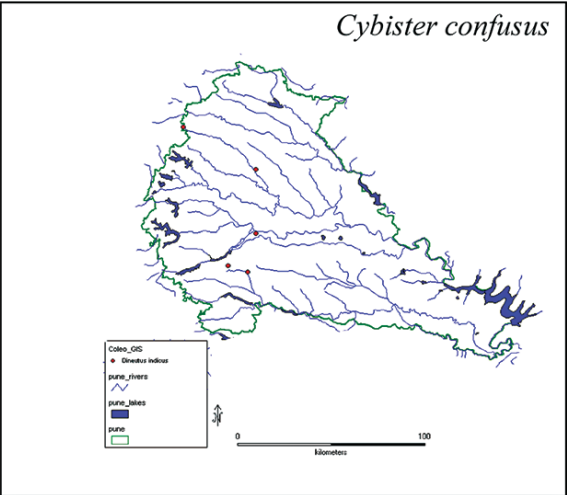 Cybister confusus
Coleo_GIS
Dineutus indicus
pune_rivers
pune_lakes
pune
N
0 100
kilometers